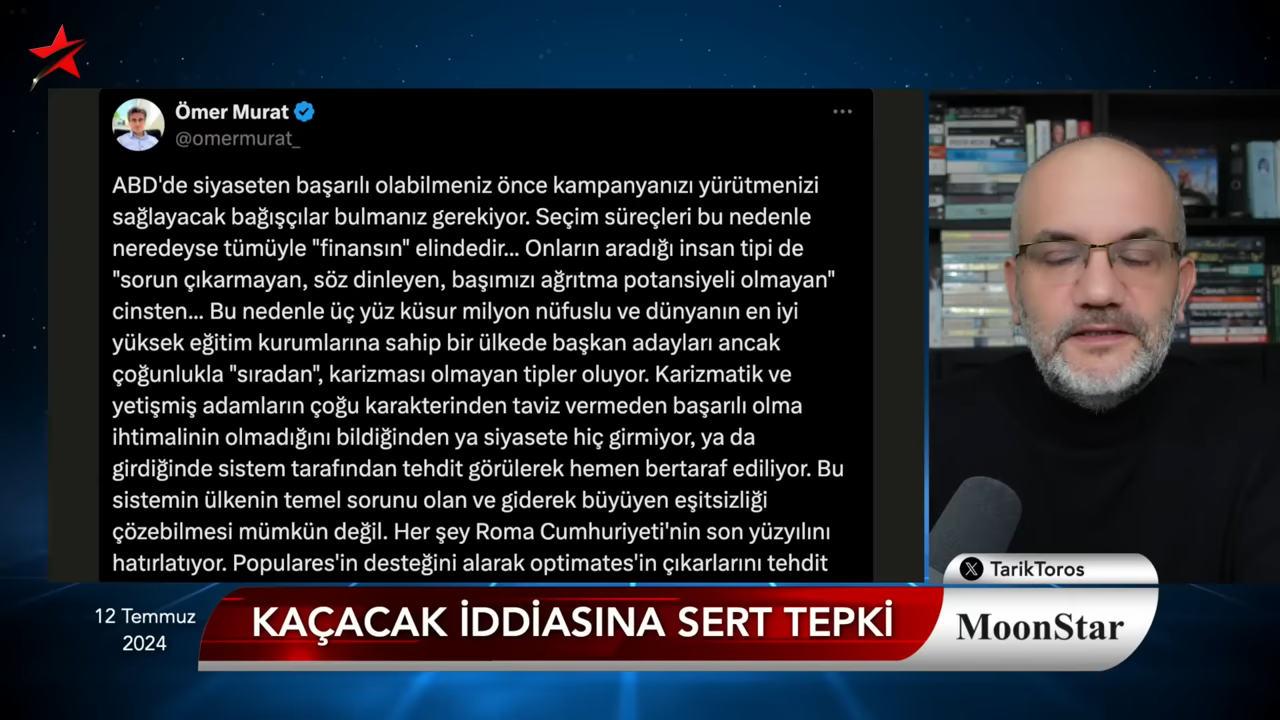 Ömer Murat
@omermurat_
ABD'de siyaseten başarılı olabilmeniz önce kampanyanızı yürütmenizi
sağlayacak bağışçılar bulmanız gerekiyor. Seçim süreçleri bu nedenle
neredeyse tümüyle "finansın" elindedir... Onların aradığı insan tipi de
"sorun çıkarmayan, söz dinleyen, başımızı ağrıtma potansiyeli olmayan"
cinsten... Bu nedenle üç yüz küsur milyon nüfuslu ve dünyanın en iyi
yüksek eğitim kurumlarına sahip bir ülkede başkan adayları ancak
çoğunlukla "sıradan", karizması olmayan tipler oluyor. Karizmatik ve
yetişmiş adamların çoğu karakterinden taviz vermeden başarılı olma
ihtimalinin olmadığını bildiğinden ya siyasete hiç girmiyor, ya da
girdiğinde sistem tarafından tehdit görülerek hemen bertaraf ediliyor. Bu
sistemin ülkenin temel sorunu olan ve giderek büyüyen eşitsizliği
çözebilmesi mümkün değil. Her şey Roma Cumhuriyeti'nin son yüzyılını
hatırlatıyor. Populares'in desteğini alarak optimates'in çıkarlarını tehdit
X TarikToros
12 Temmuz
2024
KAÇACAK İDDİASINA SERT TEPKİ
MoonStar